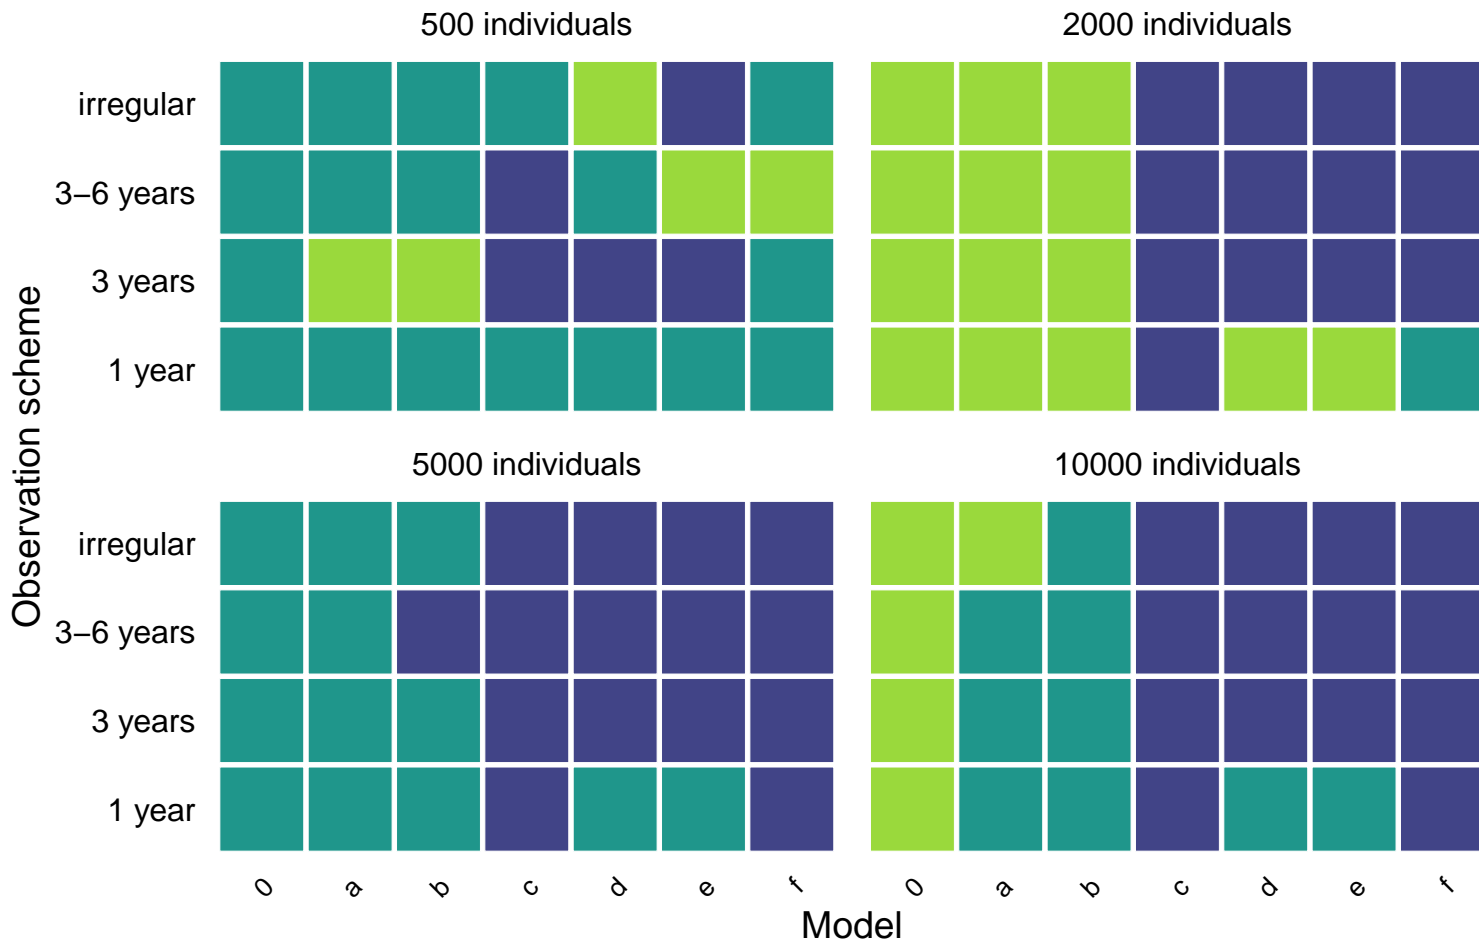 500 individuals
2000 individuals
irregular
3–6 years
3 years
1 year
5000 individuals
10000 individuals
irregular
3–6 years
3 years
1 year
Observation scheme
0 a b c d e f
0 a b c d e f
Model